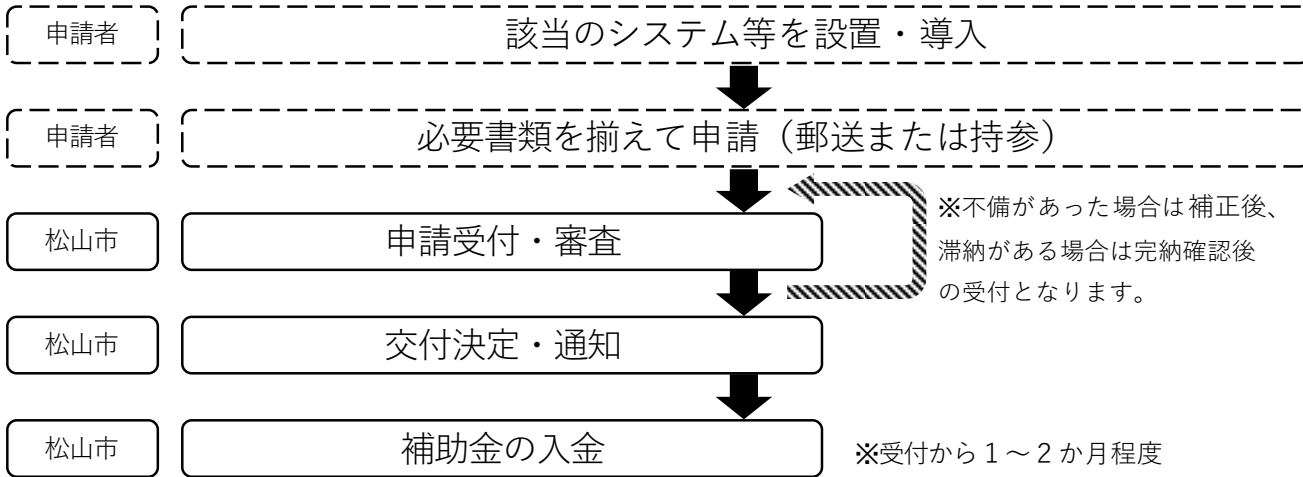 申請者
該当のシステム等を設置・導入
申請者
必要書類を揃えて申請（郵送または持参）
松山市
申請受付・審査
※不備があった場合は補正後、
滞納がある場合は完納確認後
の受付となります。
松山市
交付決定・通知
松山市
補助金の入金
※受付から１～２か月程度